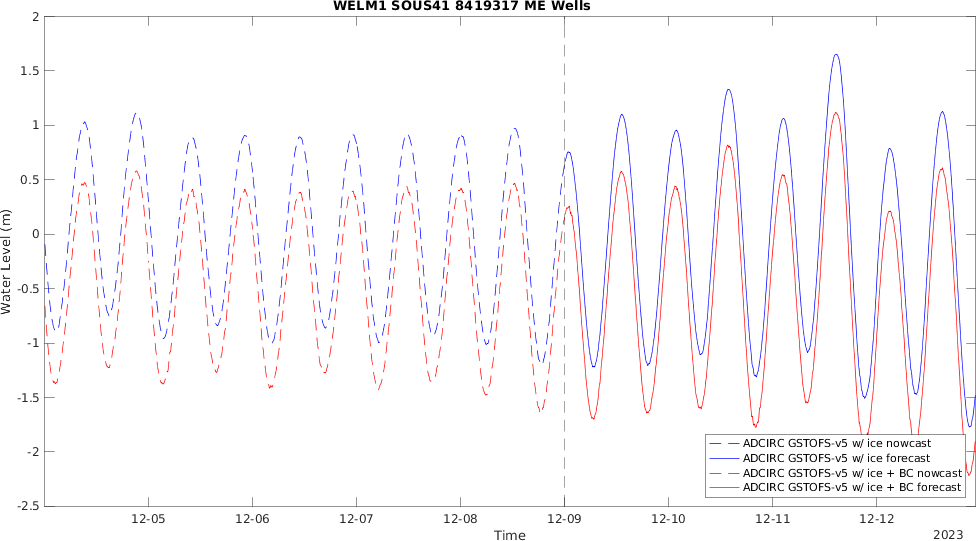 WELM1 SOUS41 8419317 ME Wells
2
1.5
1
0.5
0
-0.5
-1
-1.5
-2
-2.5
Water Level (m)
ADCIRC GSTOFS-v5 w/ ice nowcast
ADCIRC GSTOFS-v5 w/ ice forecast
ADCIRC GSTOFS-v5 w/ ice + BC nowcast
ADCIRC GSTOFS-v5 w/ ice + BC forecast
12-05 12-06 12-07 12-08 12-09 12-10 12-11 12-12
Time
2023